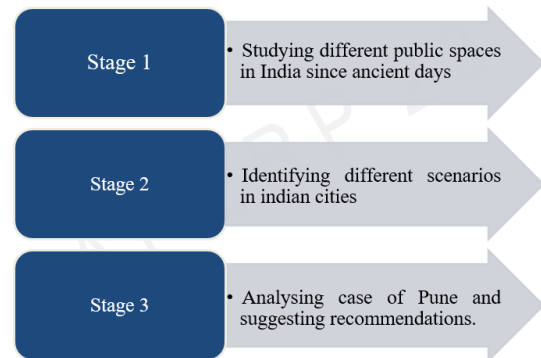 Stage 1
• Studying different public spaces
in India since ancient days
Stage 2
• Identifying different scenarios
in indian cities
Stage 3
• Analysing case of Pune and
suggesting recommendations.